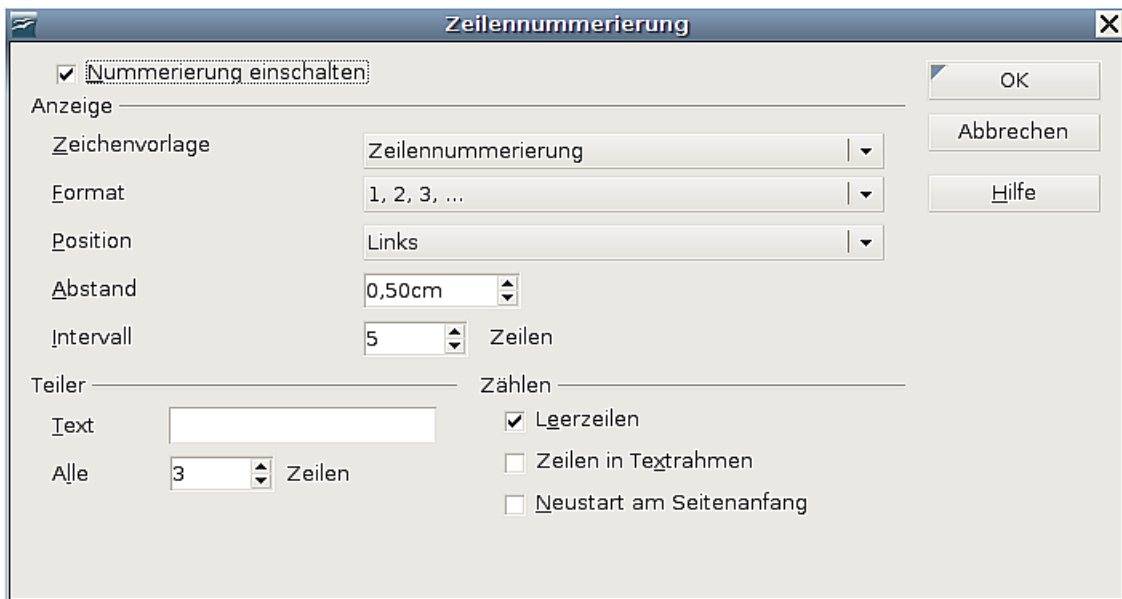 Zeilennummerierung
Nummerierung einschalten
Anzeige
Zeichenvorlage
Zeilennummerierung
Format
1, 2, 3, ...
Position
Links
Abstand
0,50cm
Intervall
5
Zeilen
Teiler
Text
Alle
3
Zeilen
Zählen
Leerzeilen
Zeilen in Textrahmen
Neustart am Seitenanfang
OK
Abbrechen
Hilfe